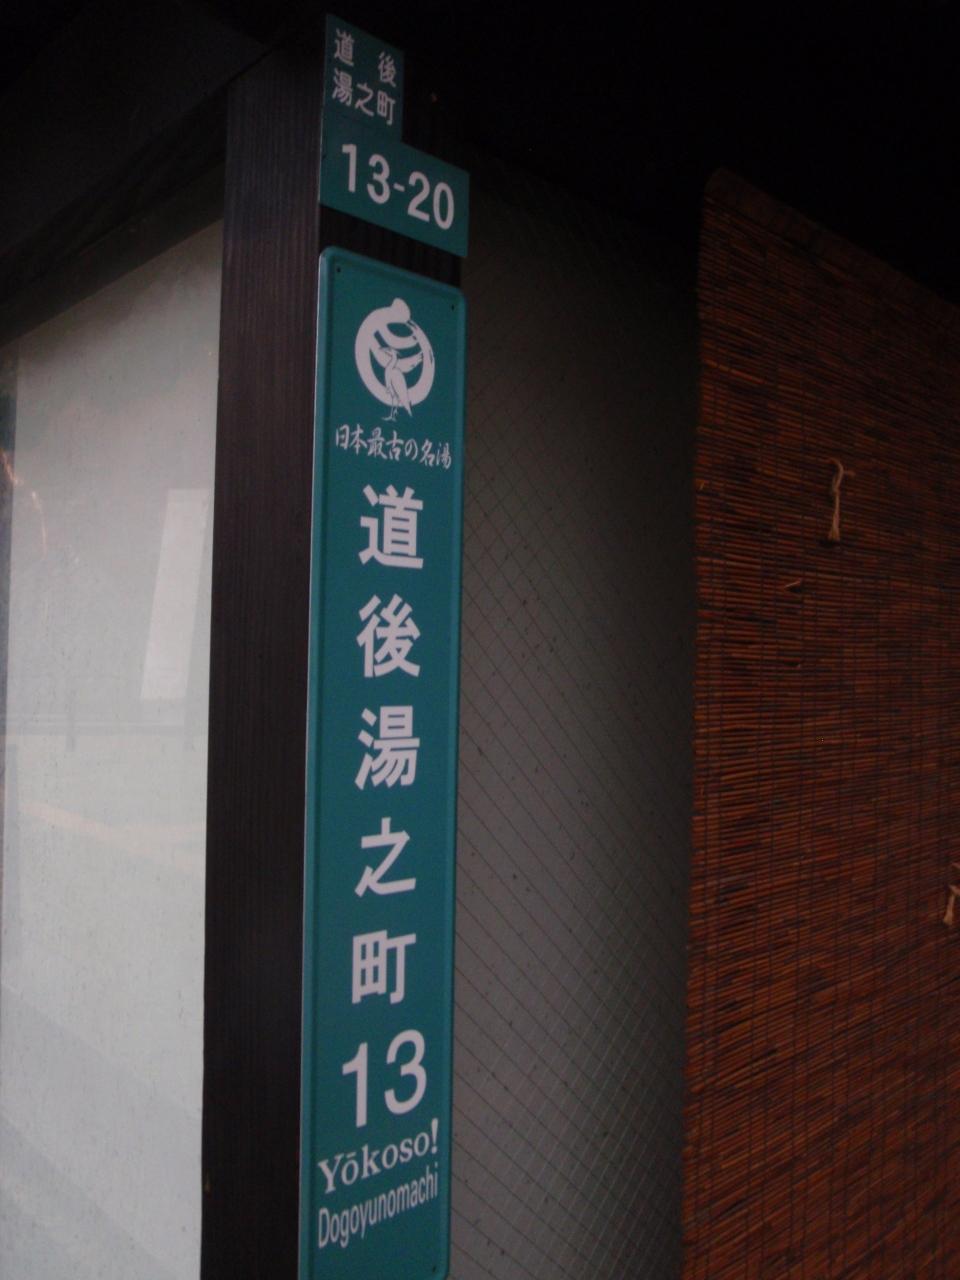 道後
湯之町
13-20
日本最古の名湯
道後湯之町
13
Yōkoso!
Dogoyunomachi